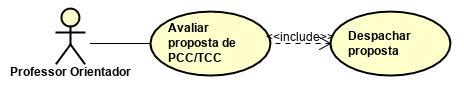 Avaliar
proposta de
PCC/TCC
<<include>>
Despachar
proposta
Professor Orientador